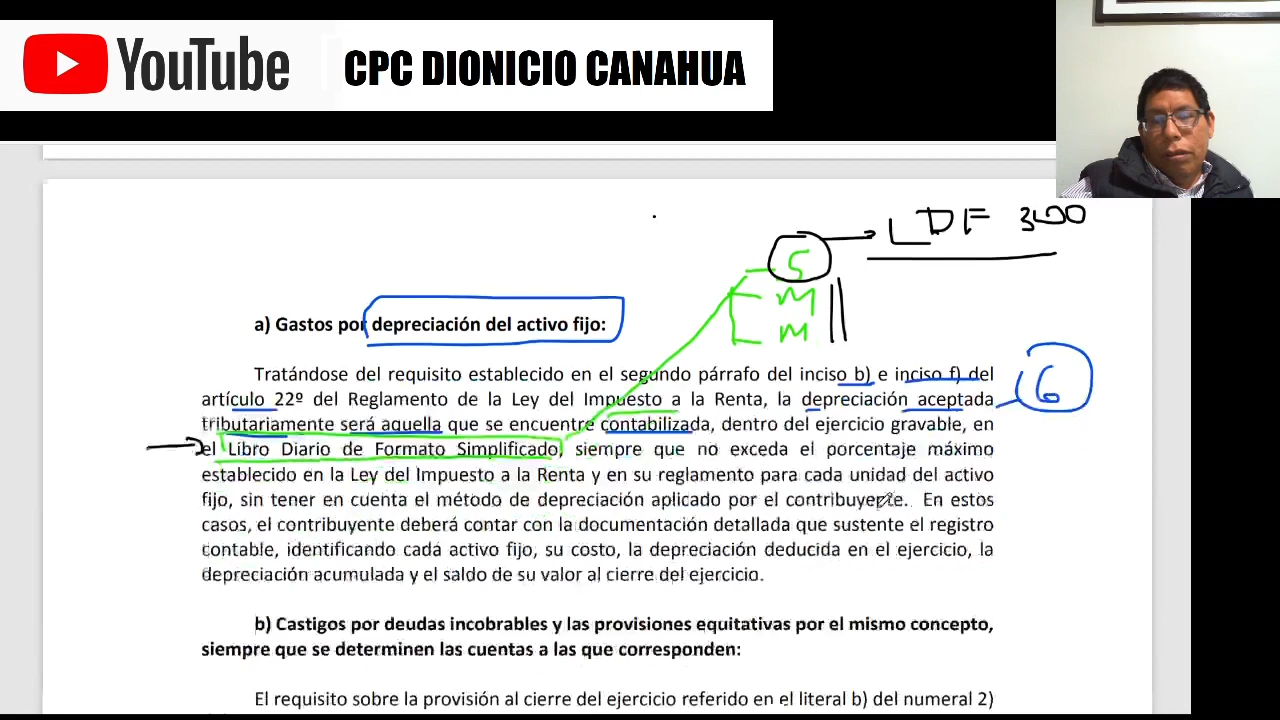 YouTube CPC DIONICIO CANAHUA
LDF 300
S
M
M
a) Gastos por depreciación del activo fijo:
Tratándose del requisito establecido en el segundo párrafo del inciso b) e inciso f) del
artículo 22º del Reglamento de la Ley del Impuesto a la Renta, la depreciación aceptada
6
tributariamente será aquella que se encuentre contabilizada, dentro del ejercicio gravable, en
el Libro Diario de Formato Simplificado, siempre que no exceda el porcentaje máximo
establecido en la Ley del Impuesto a la Renta y en su reglamento para cada unidad del activo
fijo, sin tener en cuenta el método de depreciación aplicado por el contribuyente. En estos
casos, el contribuyente deberá contar con la documentación detallada que sustente el registro
contable, identificando cada activo fijo, su costo, la depreciación deducida en el ejercicio, la
depreciación acumulada y el saldo de su valor al cierre del ejercicio.
b) Castigos por deudas incobrables y las provisiones equitativas por el mismo concepto,
siempre que se determinen las cuentas a las que corresponden:
El requisito sobre la provisión al cierre del ejercicio referido en el literal b) del numeral 2)